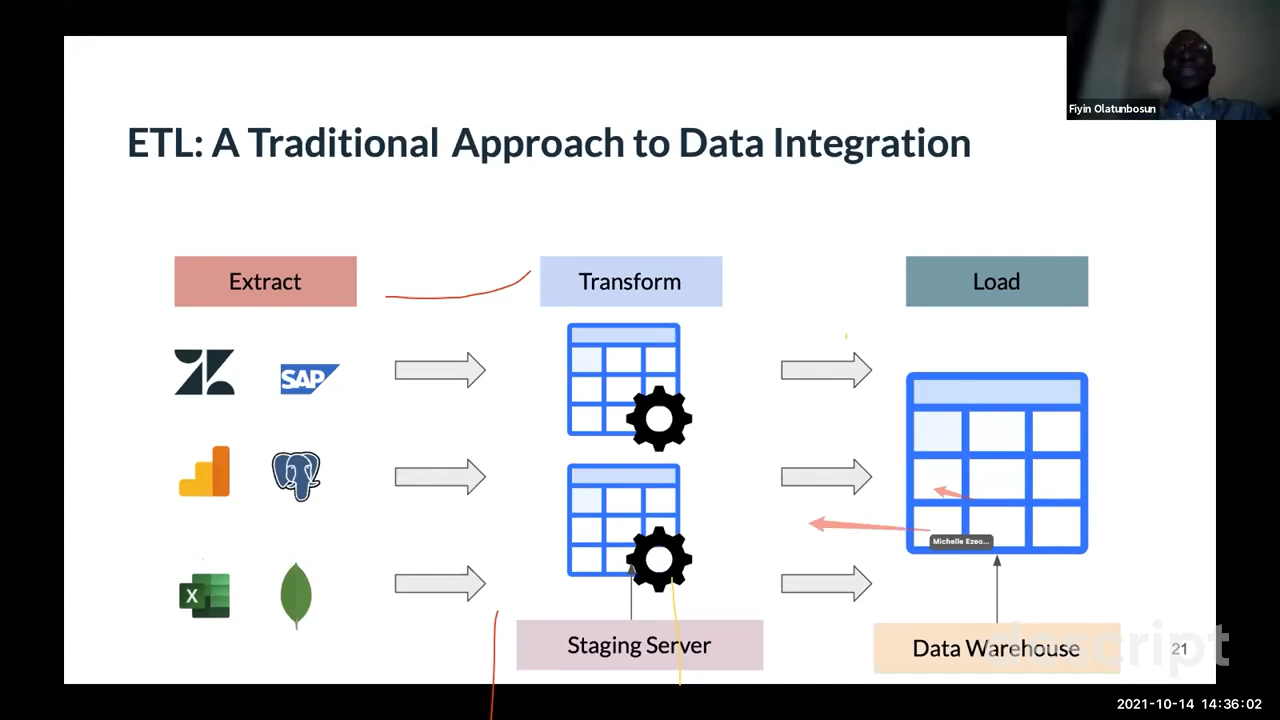 Fiyin Olatunbosun
ETL: A Traditional Approach to Data Integration
Extract
Transform
Load
SAP
X
Michelle Ezeo...
Staging Server
Data Warehouse
descript
21
2021-10-14 14:36:02